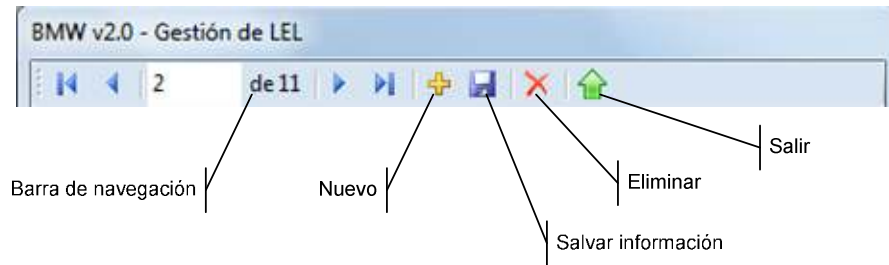 BMW v2.0 - Gestión de LEL
2 de 11
Salir
Barra de navegación
Nuevo
Eliminar
Salvar información